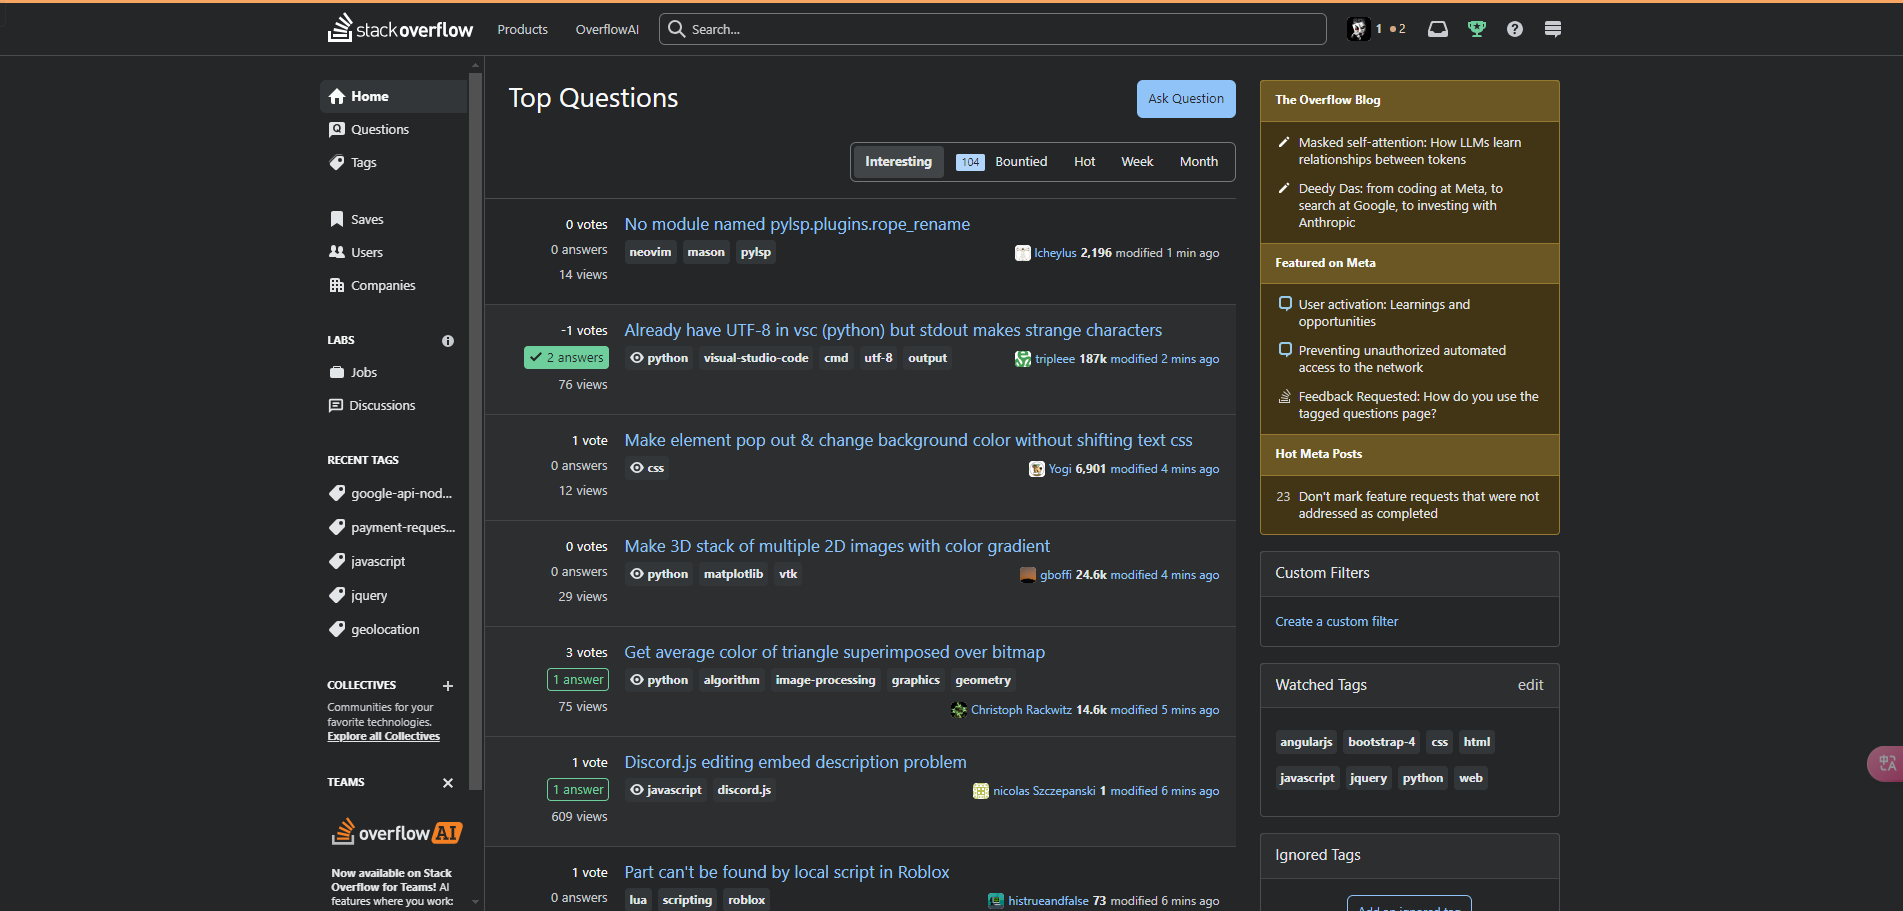 stackoverflow
Products
OverflowAI
Search...
1
2
Home
Questions
Tags
Saves
Users
Companies
LABS
Jobs
Discussions
RECENT TAGS
google-api-nod...
payment-reques...
javascript
jquery
geolocation
COLLECTIVES
Communities for your
favorite technologies.
Explore all Collectives
TEAMS
overflowAI
Now available on Stack
Overflow for Teams! AI
features where you work:
Top Questions
Ask Question
Interesting
104 Bountied
Hot
Week
Month
0 votes
0 answers
14 views
No module named pylsp.plugins.rope_rename
neovim mason pylsp
Icheylus 2,196 modified 1 min ago
-1 votes
2 answers
76 views
Already have UTF-8 in vsc (python) but stdout makes strange characters
python visual-studio-code cmd utf-8 output
tripleee 187k modified 2 mins ago
1 vote
0 answers
12 views
Make element pop out & change background color without shifting text css
css
Yogi 6,901 modified 4 mins ago
0 votes
0 answers
29 views
Make 3D stack of multiple 2D images with color gradient
python matplotlib vtk
gboffi 24.6k modified 4 mins ago
3 votes
1 answer
75 views
Get average color of triangle superimposed over bitmap
python algorithm image-processing graphics geometry
Christoph Rackwitz 14.6k modified 5 mins ago
1 vote
1 answer
609 views
Discord.js editing embed description problem
javascript discord.js
nicolas Szczepanski 1 modified 6 mins ago
1 vote
0 answers
Part can't be found by local script in Roblox
lua scripting roblox
histrueandfalse 73 modified 6 mins ago
The Overflow Blog
Masked self-attention: How LLMs learn
relationships between tokens
Deedy Das: from coding at Meta, to
search at Google, to investing with
Anthropic
Featured on Meta
User activation: Learnings and
opportunities
Preventing unauthorized automated
access to the network
Feedback Requested: How do you use the
tagged questions page?
Hot Meta Posts
23 Don't mark feature requests that were not
addressed as completed
Custom Filters
Create a custom filter
Watched Tags
edit
angularjs bootstrap-4 css html
javascript jquery python web
Ignored Tags
Add an ignored tag